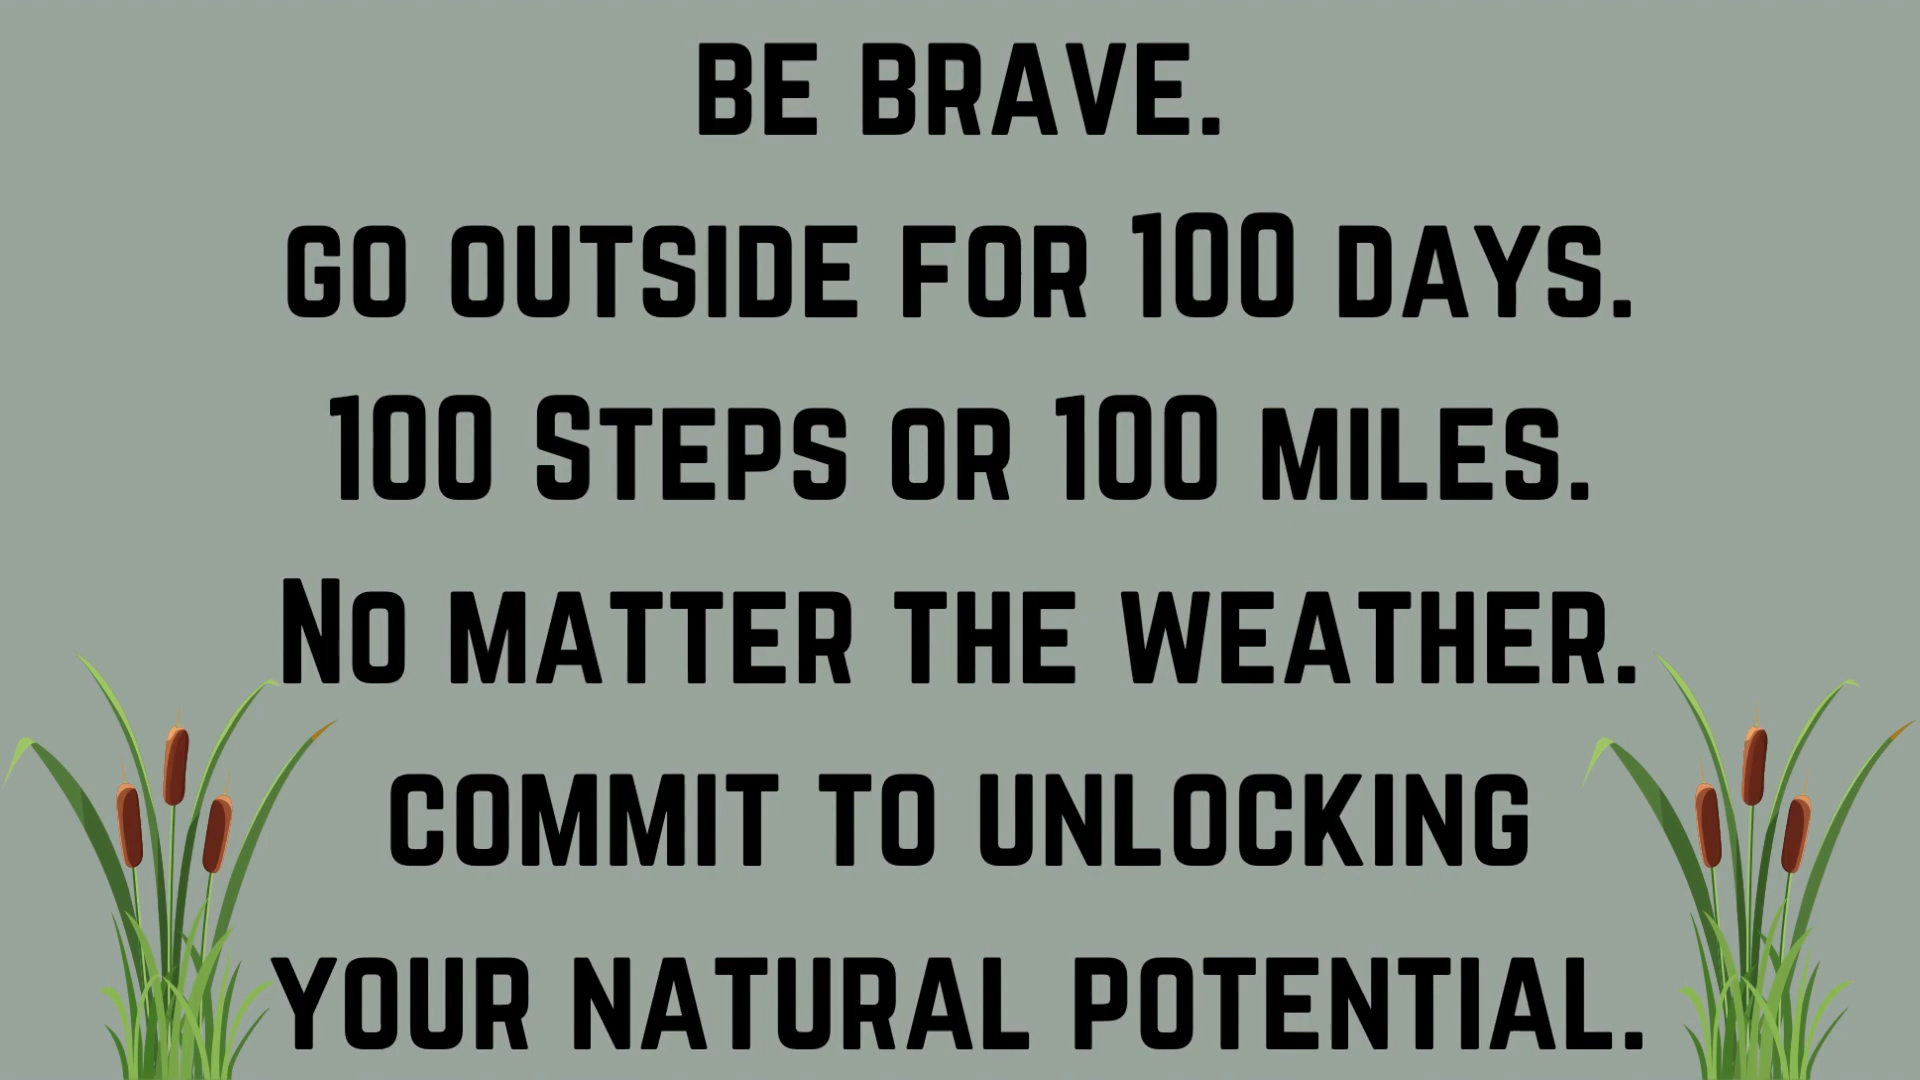 BE BRAVE.
GO OUTSIDE FOR 100 DAYS.
100 STEPS OR 100 MILES.
NO MATTER THE WEATHER.
COMMIT TO UNLOCKING
YOUR NATURAL POTENTIAL.